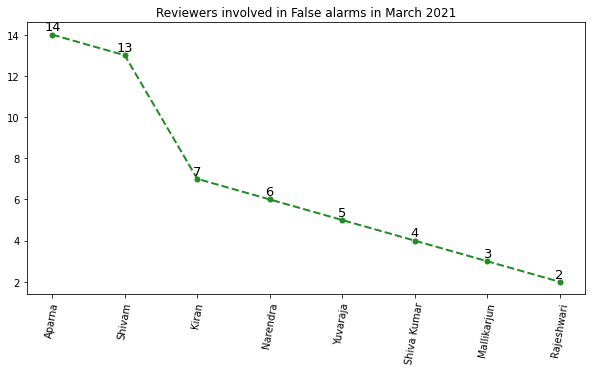 Reviewers involved in False alarms in March 2021
14
12
10
8
6
4
2
14
13
7
6
5
4
3
2
Aparna
Shivam
Kiran
Narendra
Yuvaraja
Shiva Kumar
Mallikarjun
Rajeshwari